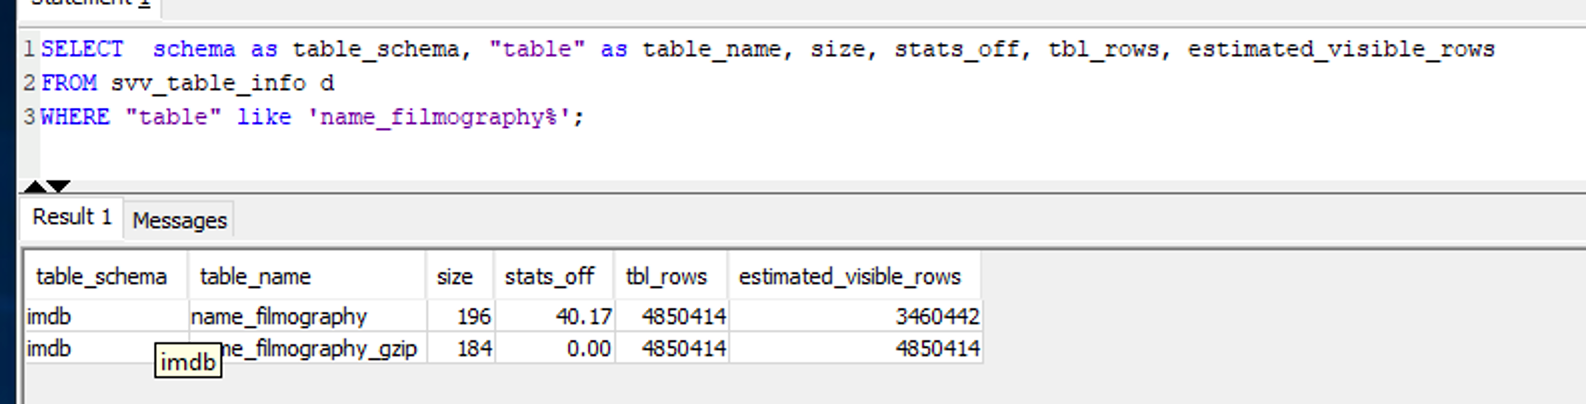 Statement 1
1 SELECT  schema as table_schema, "table" as table_name, size, stats_off, tbl_rows, estimated_visible_rows
2 FROM svv_table_info d
3 WHERE "table" like 'name_filmography%';
Result 1 Messages
table_schema table_name size stats_off tbl_rows estimated_visible_rows
imdb name_filmography 196 40.17 4850414 3460442
imdb me_filmography_gzip 184 0.00 4850414 4850414
imdb